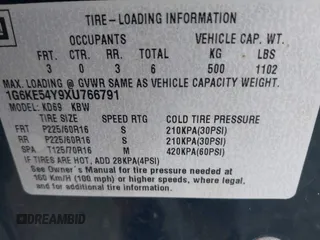 GM
TIRE-LOADING INFORMATION
OCCUPANTS VEHICLE CAP. WT.
FRT CTR RR TOTAL KG LBS
3 0 3 6 500 1102
MAX. LOADING @ GVWR SAME AS VEHICLE CAPACITY WEIGHT.
1G6KE54Y9XU766791
MODEL: KD69 KBW
TIRE SIZE SPEED RTG COLD TIRE PRESSURE
FRT P225/60R16 S 210KPA(30PSI)
RR P225/60R16 S 210KPA(30PSI)
SPA T125/70R16 M 420KPA(60PSI)
IF TIRES ARE HOT, ADD 28KPA(4PSI)
See Owner's Manual for tire pressure needed at
160 Km/H (100 mph) or higher speeds, where legal,
and other information.
DREAMBID